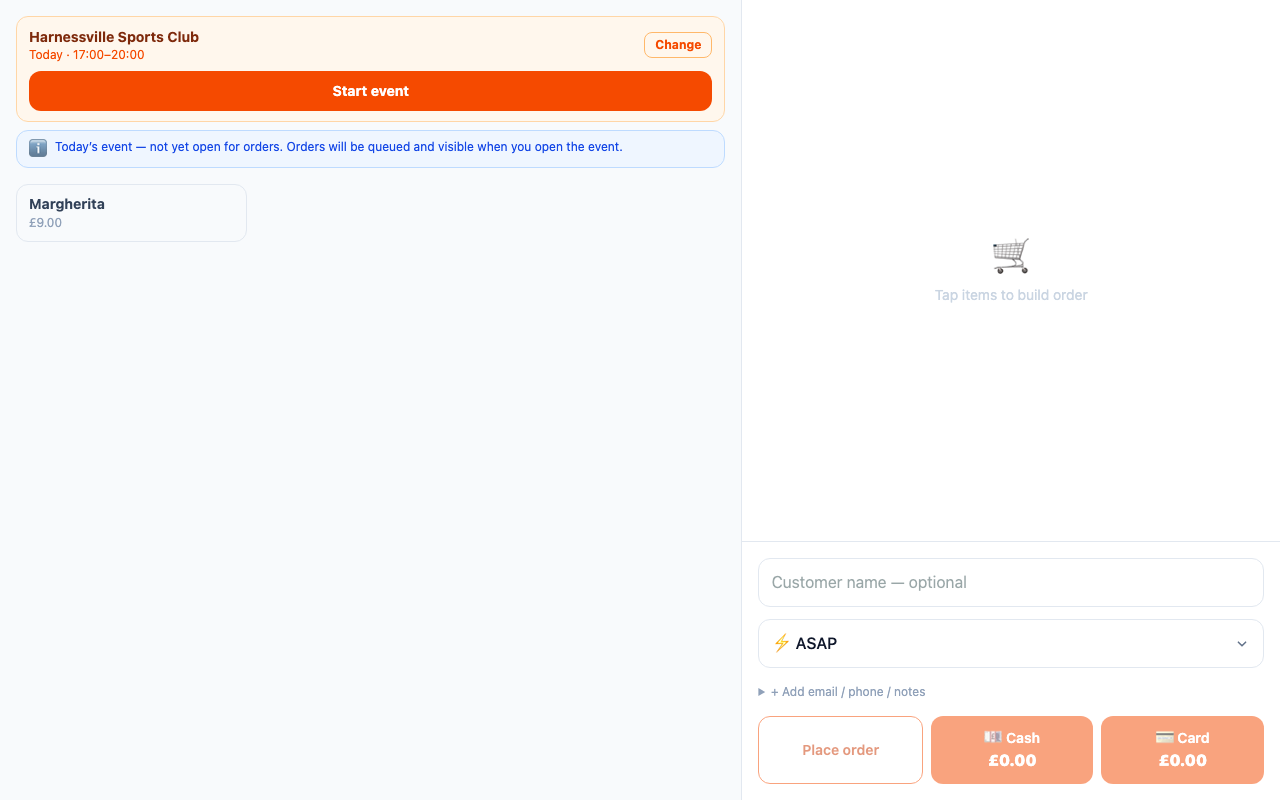 Harnessville Sports Club
Today · 17:00–20:00
Change
Start event
Today's event — not yet open for orders. Orders will be queued and visible when you open the event.
Margherita
£9.00
Tap items to build order
Customer name — optional
ASAP
+ Add email / phone / notes
Place order
Cash
£0.00
Card
£0.00